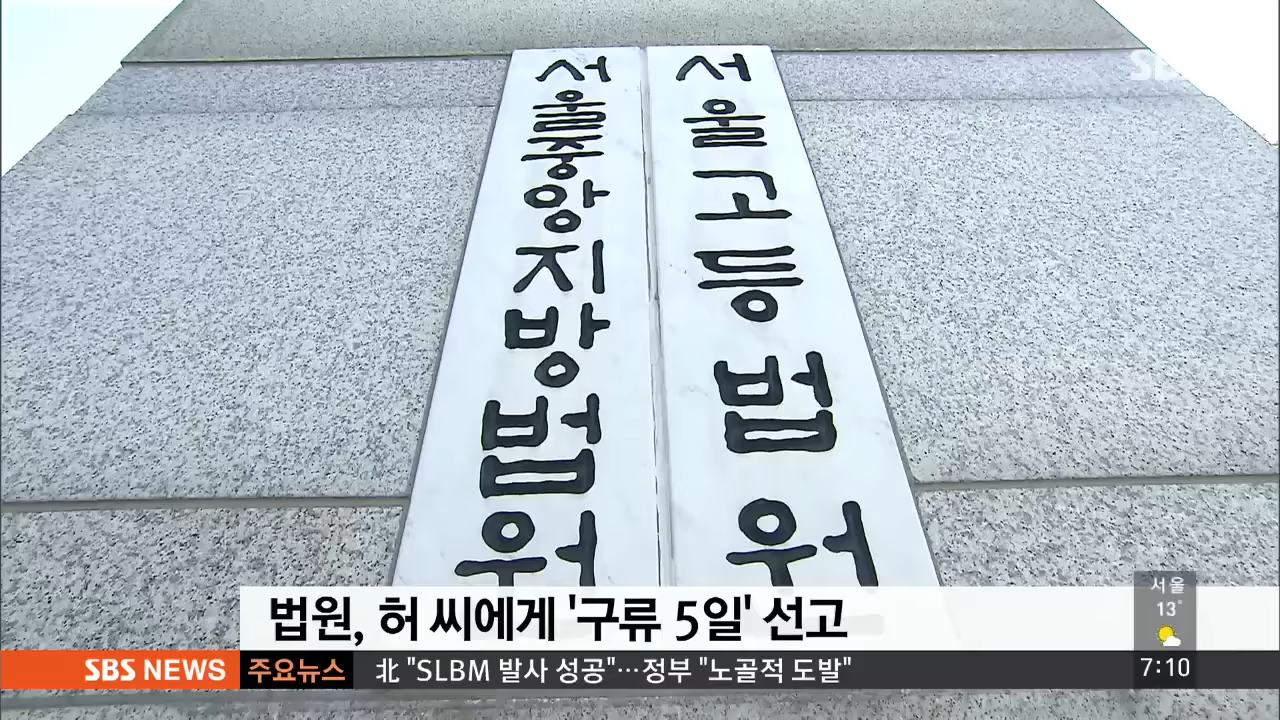 SBS
서울중앙지방법원
서울고등법원
법원, 허 씨에게 '구류 5일' 선고
서울
13°
SBS NEWS 주요뉴스 北 "SLBM 발사 성공"…정부 "노골적 도발" 7:10